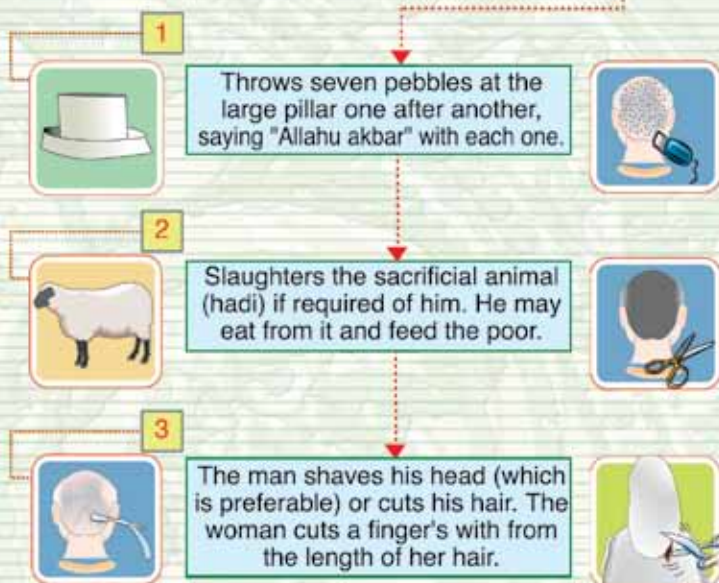 1
Throws seven pebbles at the
large pillar one after another,
saying "Allahu akbar" with each one.
2
Slaughters the sacrificial animal
(hadi) if required of him. He may
eat from it and feed the poor.
3
The man shaves his head (which
is preferable) or cuts his hair. The
woman cuts a finger's with from
the length of her hair.